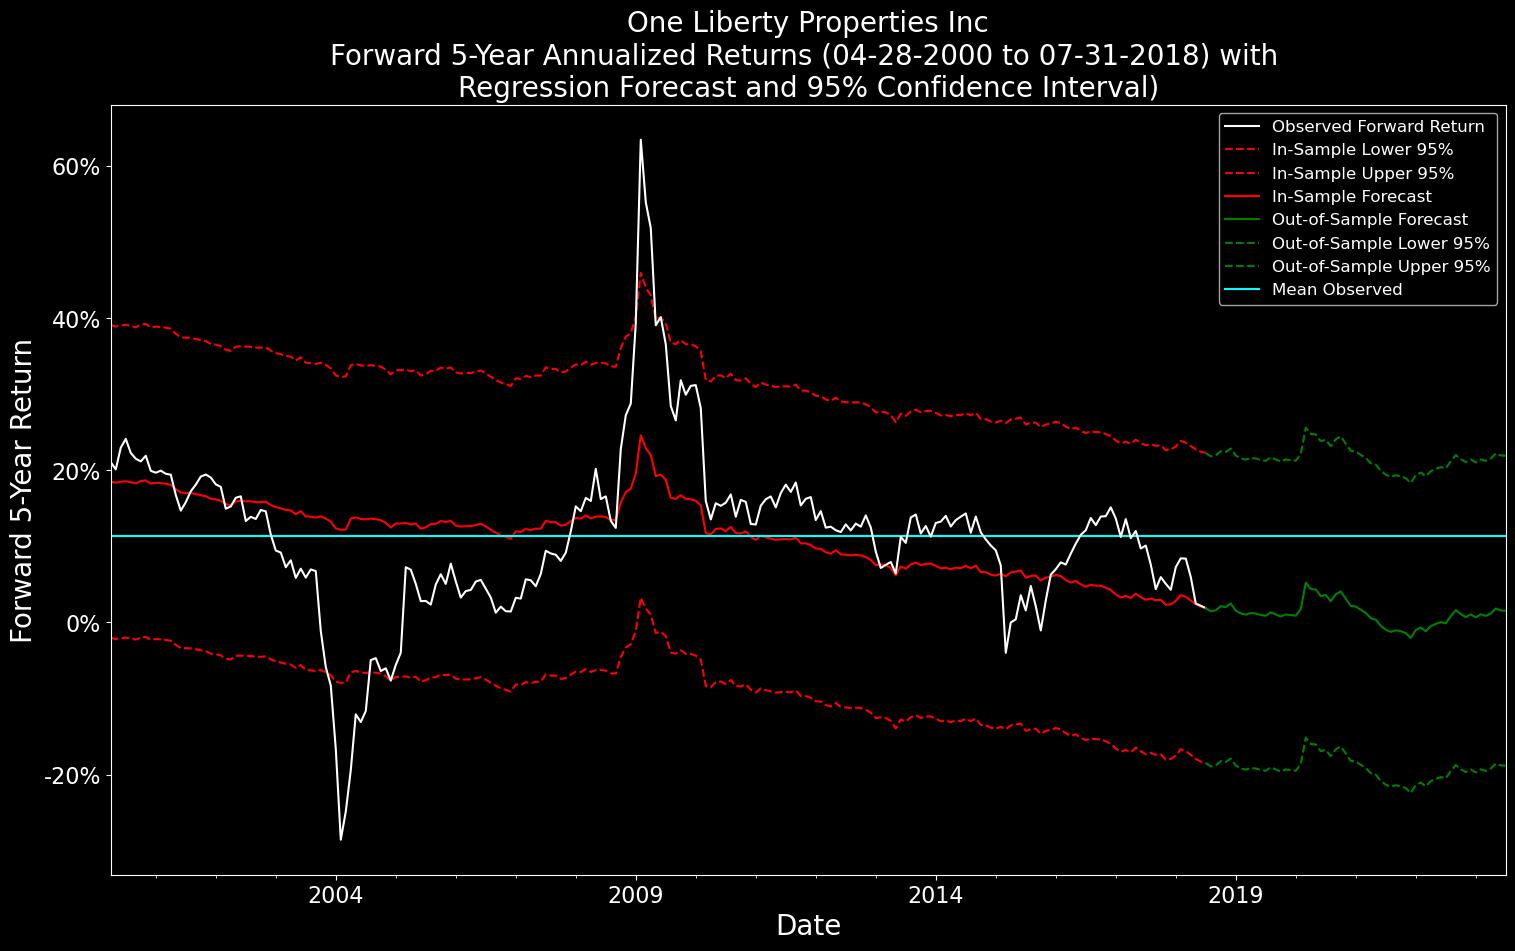 One Liberty Properties Inc
Forward 5-Year Annualized Returns (04-28-2000 to 07-31-2018) with
Regression Forecast and 95% Confidence Interval)
Observed Forward Return
In-Sample Lower 95%
In-Sample Upper 95%
In-Sample Forecast
Out-of-Sample Forecast
Out-of-Sample Lower 95%
Out-of-Sample Upper 95%
Mean Observed
Forward 5-Year Return
60%
40%
20%
0%
-20%
2004
2009
2014
2019
Date